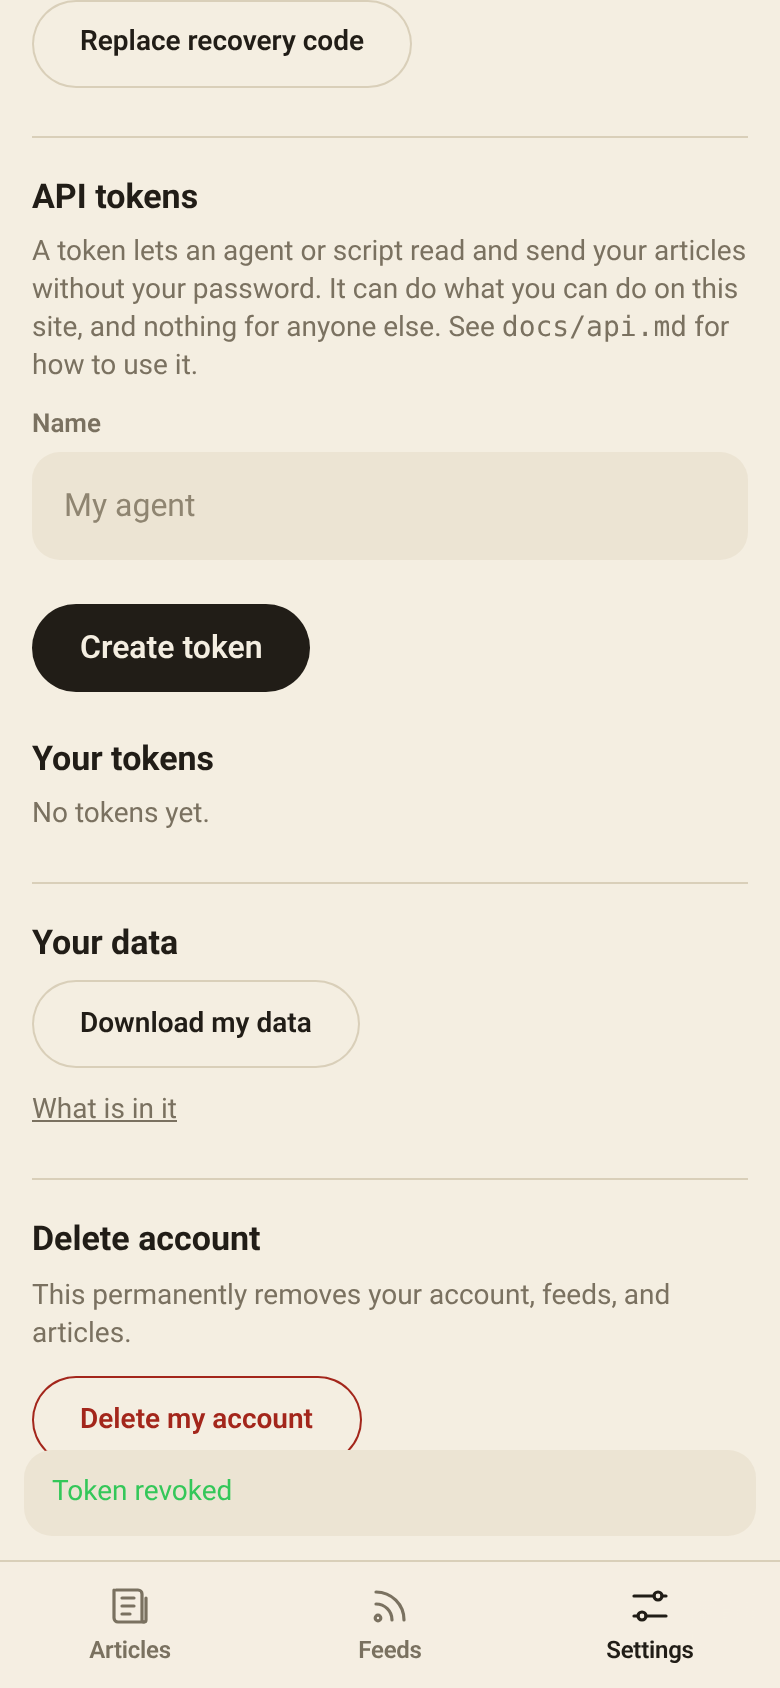 Replace recovery code
API tokens
A token lets an agent or script read and send your articles
without your password. It can do what you can do on this
site, and nothing for anyone else. See docs/api.md for
how to use it.
Name
My agent
Create token
Your tokens
No tokens yet.
Your data
Download my data
What is in it
Delete account
This permanently removes your account, feeds, and
articles.
Delete my account
Token revoked
Articles
Feeds
Settings